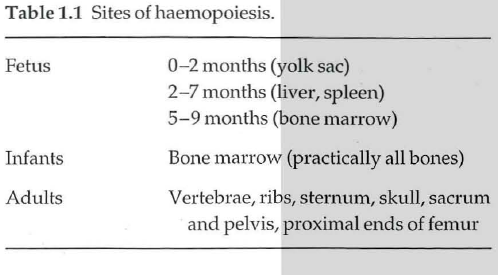 Table 1.1 Sites of haemopoiesis.
Fetus 0–2 months (yolk sac)
2–7 months (liver, spleen)
5–9 months (bone marrow)
Infants Bone marrow (practically all bones)
Adults Vertebrae, ribs, sternum, skull, sacrum
and pelvis, proximal ends of femur